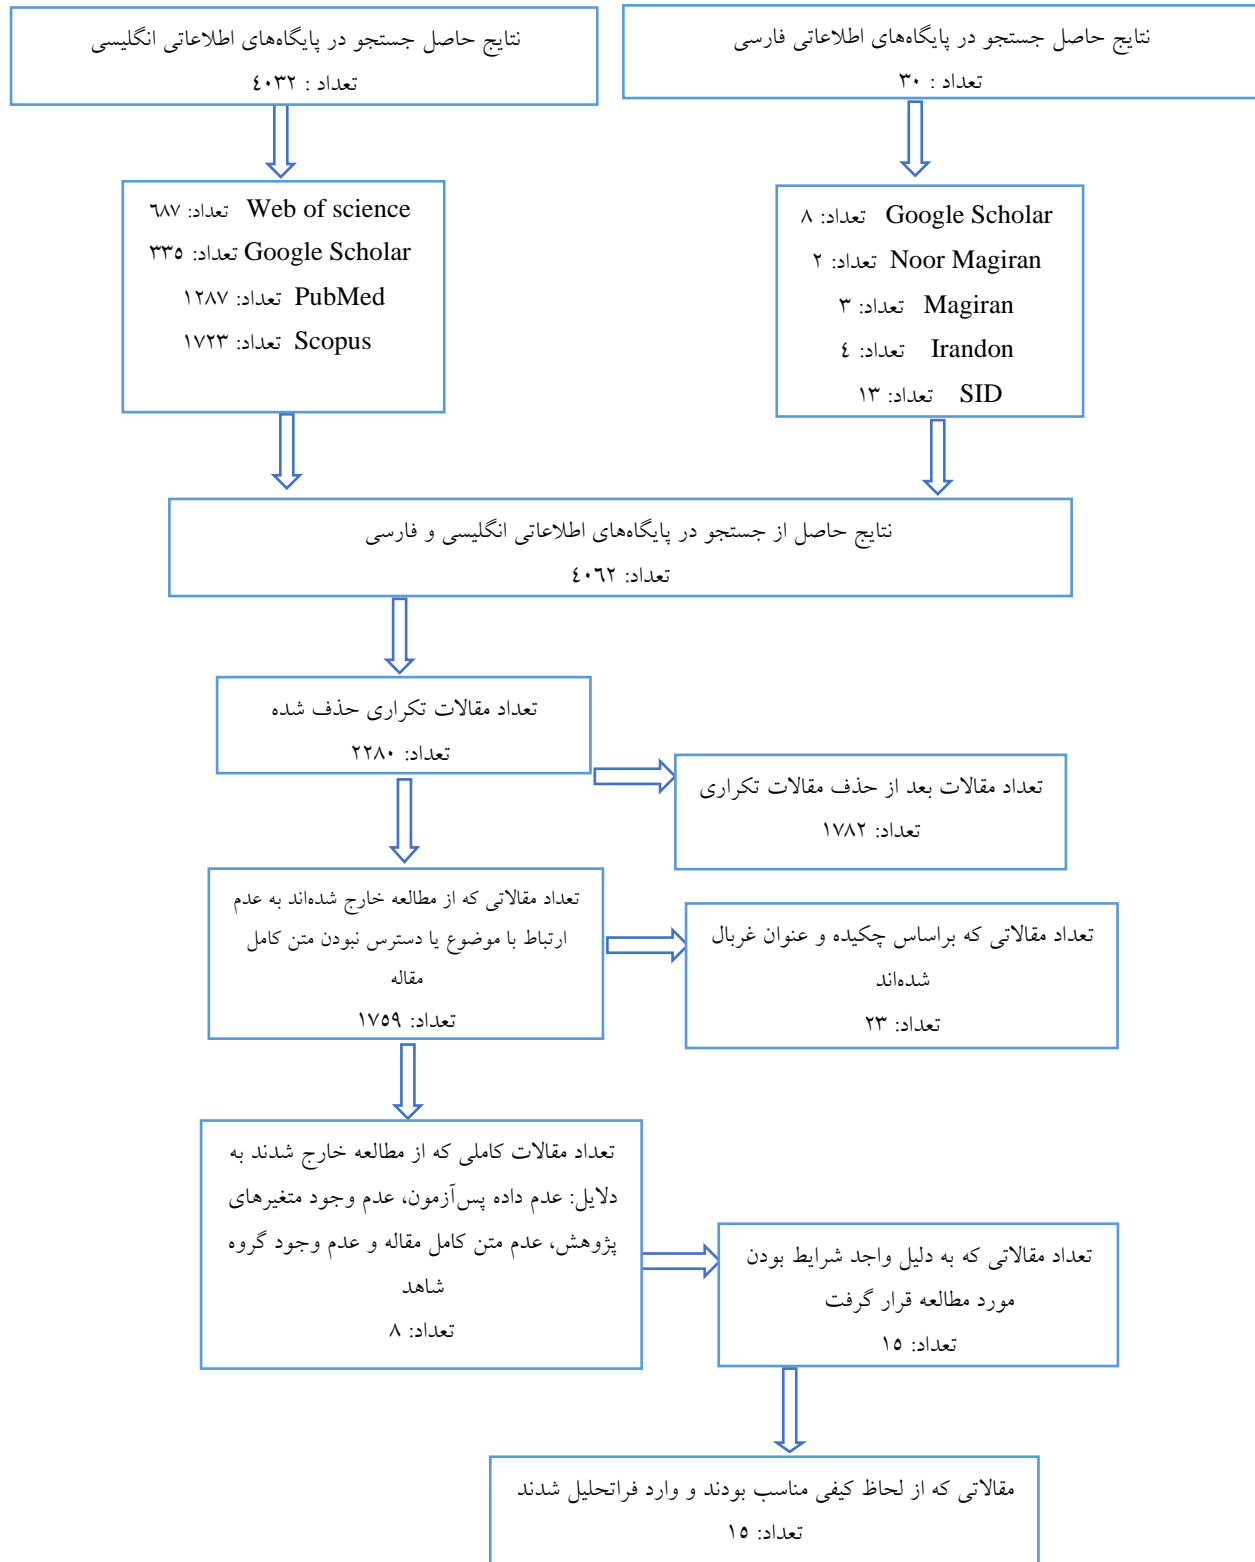 نتایج حاصل جستجو در پایگاه‌های اطلاعاتی فارسی
تعداد : ۳۰
نتایج حاصل جستجو در پایگاه‌های اطلاعاتی انگلیسی
تعداد : ٤۰۳۲
Google Scholar تعداد: ۸
Noor Magiran تعداد: ۲
Magiran تعداد: ۳
Irandon تعداد: ٤
SID تعداد: ۱۳
Web of science تعداد: ٦۸۷
Google Scholar تعداد: ۳۳٥
PubMed تعداد: ۱۲۸۷
Scopus تعداد: ۱۷۲۳
نتایج حاصل از جستجو در پایگاه‌های اطلاعاتی انگلیسی و فارسی
تعداد: ٤۰٦۲
تعداد مقالات تکراری حذف شده
تعداد: ۲۲۸۰
تعداد مقالات بعد از حذف مقالات تکراری
تعداد: ۱۷۸۲
تعداد مقالاتی که از مطالعه خارج شده‌اند به عدم
ارتباط با موضوع یا دسترس نبودن متن کامل
مقاله
تعداد: ۱۷٥۹
تعداد مقالاتی که براساس چکیده و عنوان غربال
شده‌اند
تعداد: ۲۳
تعداد مقالات کاملی که از مطالعه خارج شدند به
دلایل: عدم داده پس‌آزمون، عدم وجود متغیرهای
پژوهش، عدم متن کامل مقاله و عدم وجود گروه
شاهد
تعداد: ۸
تعداد مقالاتی که به دلیل واجد شرایط بودن
مورد مطالعه قرار گرفت
تعداد: ۱٥
مقالاتی که از لحاظ کیفی مناسب بودند و وارد فراتحلیل شدند
تعداد: ۱٥